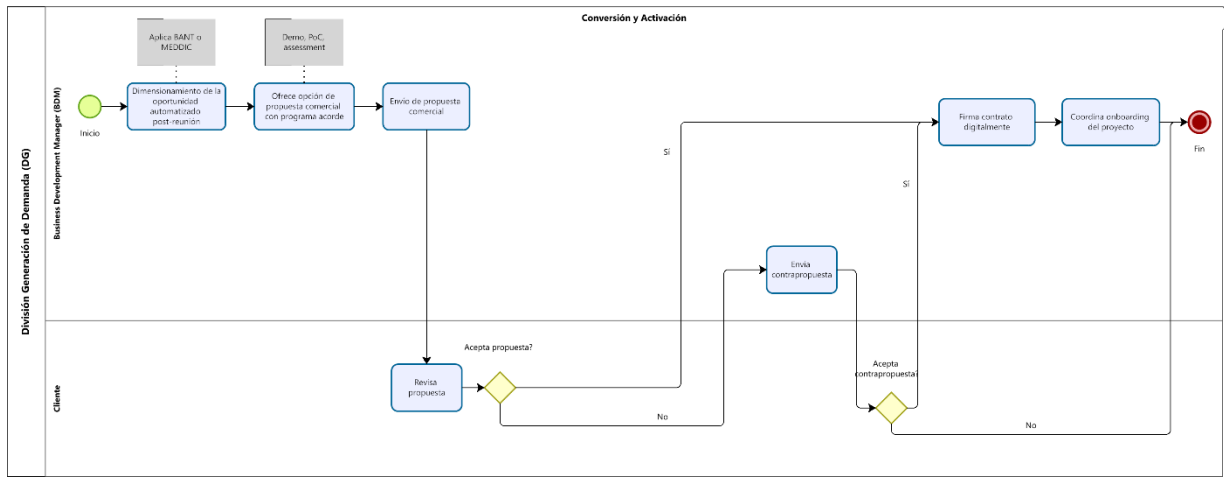 Conversión y Activación
División Generación de Demanda (DG)
Business Development Manager (BDM)
Aplica BANT o
MEDDIC
Demo, PoC,
assessment
Inicio
Dimensionamiento de la
oportunidad
automatizado
post-reunión
Ofrece opción de
propuesta comercial
con programa acorde
Envío de propuesta
comercial
Sí
Firma contrato
digitalmente
Coordina onboarding
del proyecto
Fin
Sí
Envía
contrapropuesta
Cliente
Acepta propuesta?
Revisa
propuesta
No
Acepta
contrapropuesta?
No